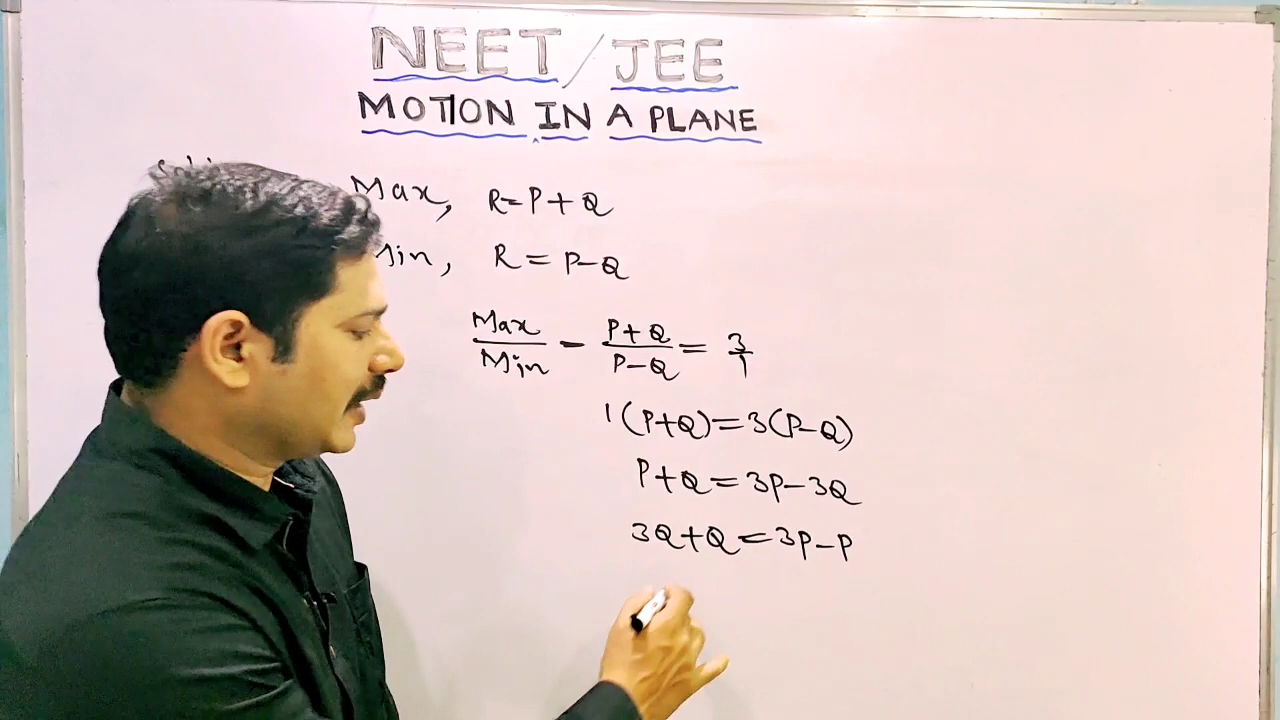 NEET/JEE
MOTION IN A PLANE
Max, R=P+Q
Min, R=P-Q
Max/Min - P+Q/P-Q = 3/1
1(P+Q)=3(P-Q)
P+Q=3P-3Q
3Q+Q=3P-P